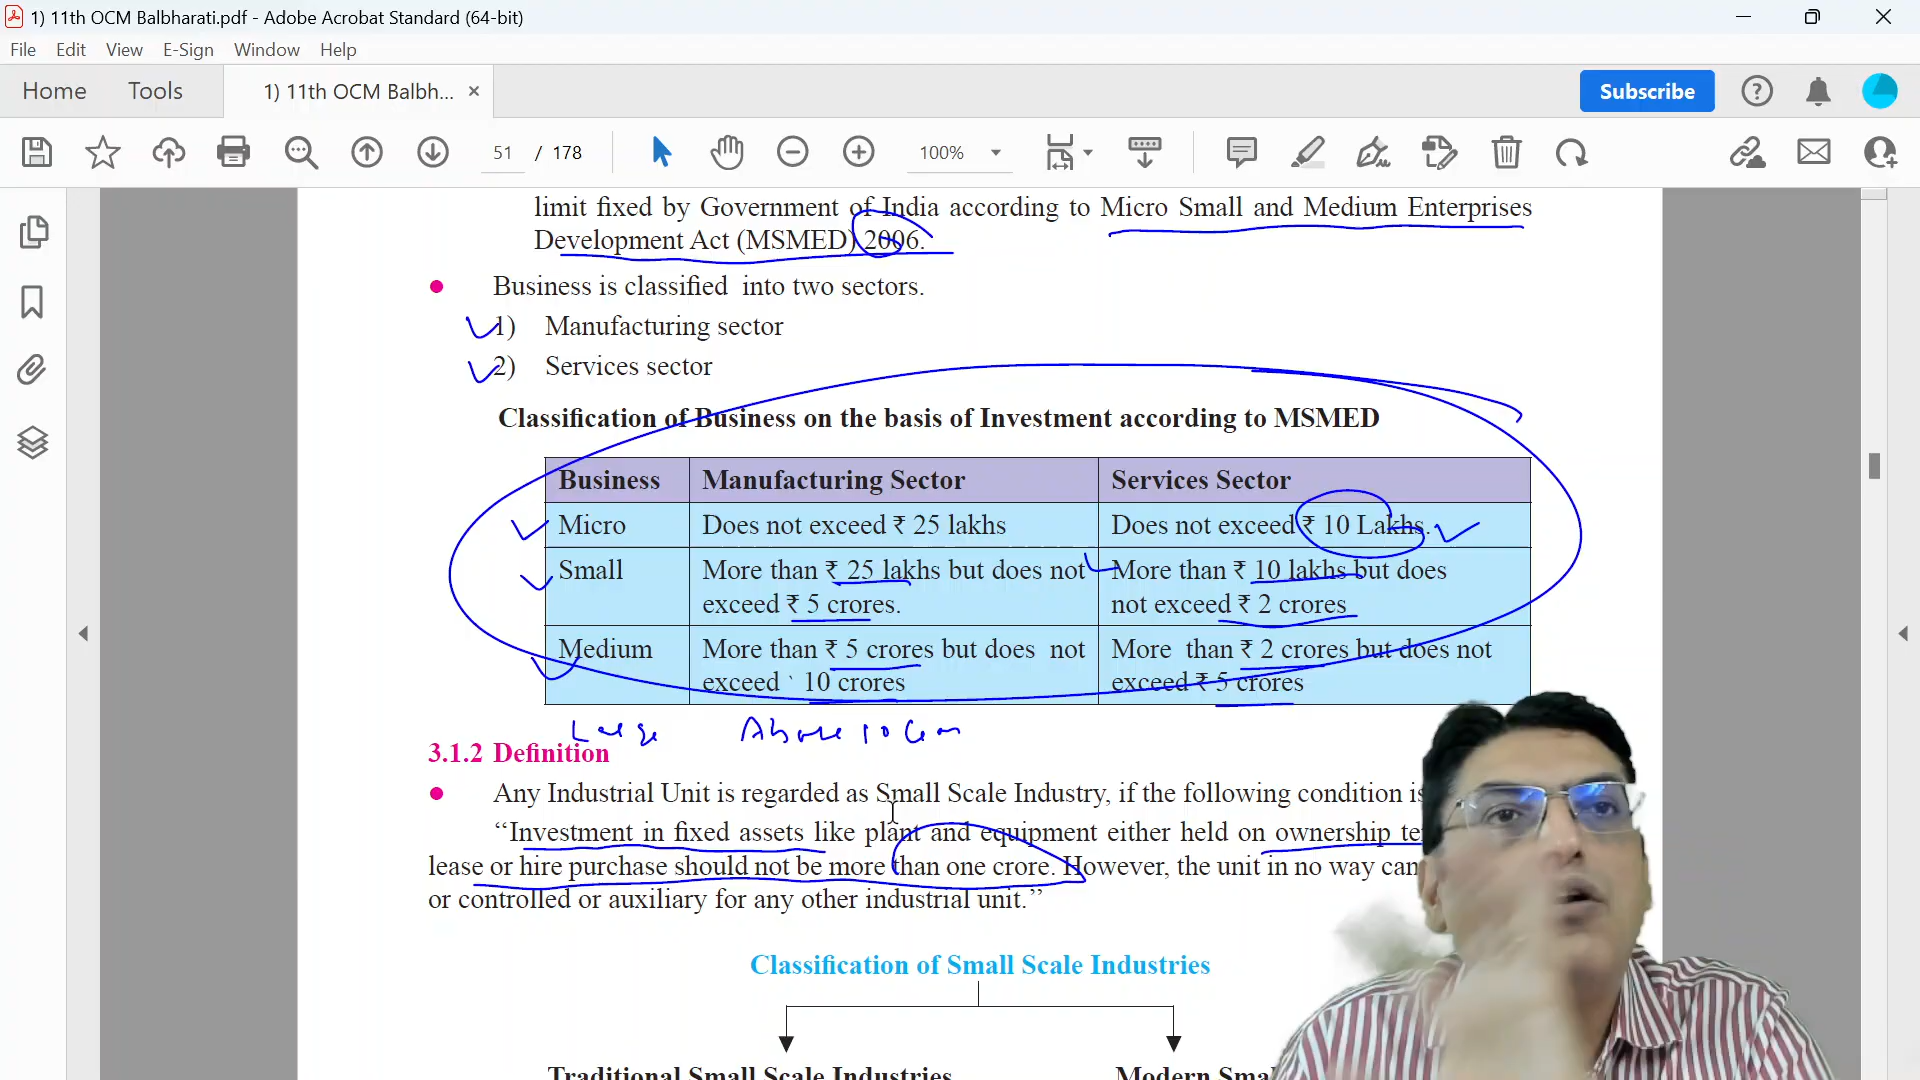 1) 11th OCM Balbharati.pdf - Adobe Acrobat Standard (64-bit)
File Edit View E-Sign Window Help
Home Tools 1) 11th OCM Balbh... × Subscribe
51 / 178 100%
limit fixed by Government of India according to Micro Small and Medium Enterprises
Development Act (MSMED) 2006.
Business is classified into two sectors.
1) Manufacturing sector
2) Services sector
Classification of Business on the basis of Investment according to MSMED
Business Manufacturing Sector Services Sector
Micro Does not exceed ₹ 25 lakhs Does not exceed ₹ 10 Lakhs.
Small More than ₹ 25 lakhs but does not exceed ₹ 5 crores. More than ₹ 10 lakhs but does not exceed ₹ 2 crores
Medium More than ₹ 5 crores but does not exceed ` 10 crores More than ₹ 2 crores but does not exceed ₹ 5 crores
Large Above 10
3.1.2 Definition
Any Industrial Unit is regarded as Small Scale Industry, if the following condition is
‘‘Investment in fixed assets like plant and equipment either held on ownership
lease or hire purchase should not be more than one crore. However, the unit in no way can
or controlled or auxiliary for any other industrial unit.’’
Classification of Small Scale Industries
Traditional Small Scale Industries Modern